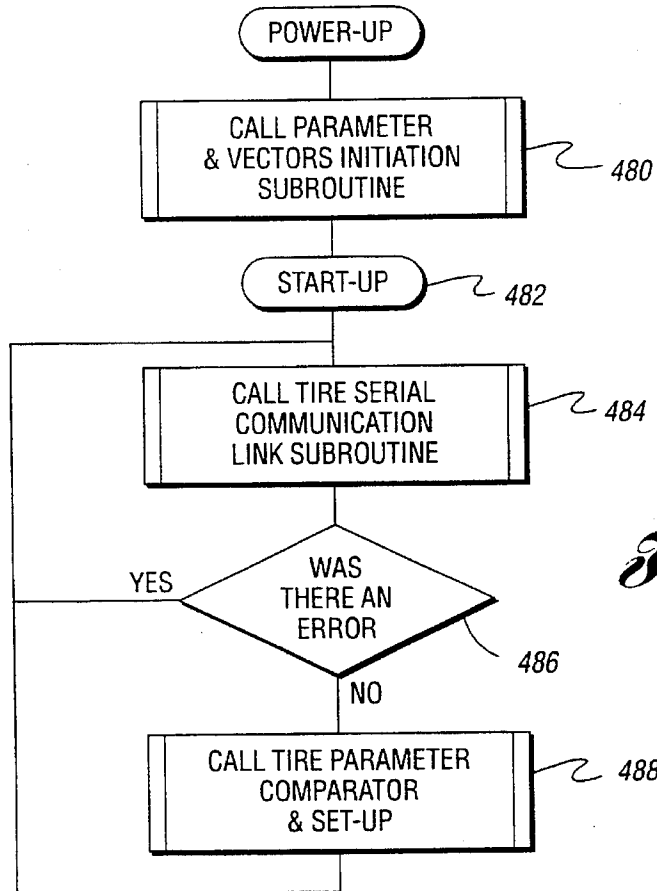 POWER-UP
CALL PARAMETER
& VECTORS INITIATION
SUBROUTINE
480
START-UP
482
CALL TIRE SERIAL
COMMUNICATION
LINK SUBROUTINE
484
YES
WAS
THERE AN
ERROR
486
NO
CALL TIRE PARAMETER
COMPARATOR
& SET-UP
488